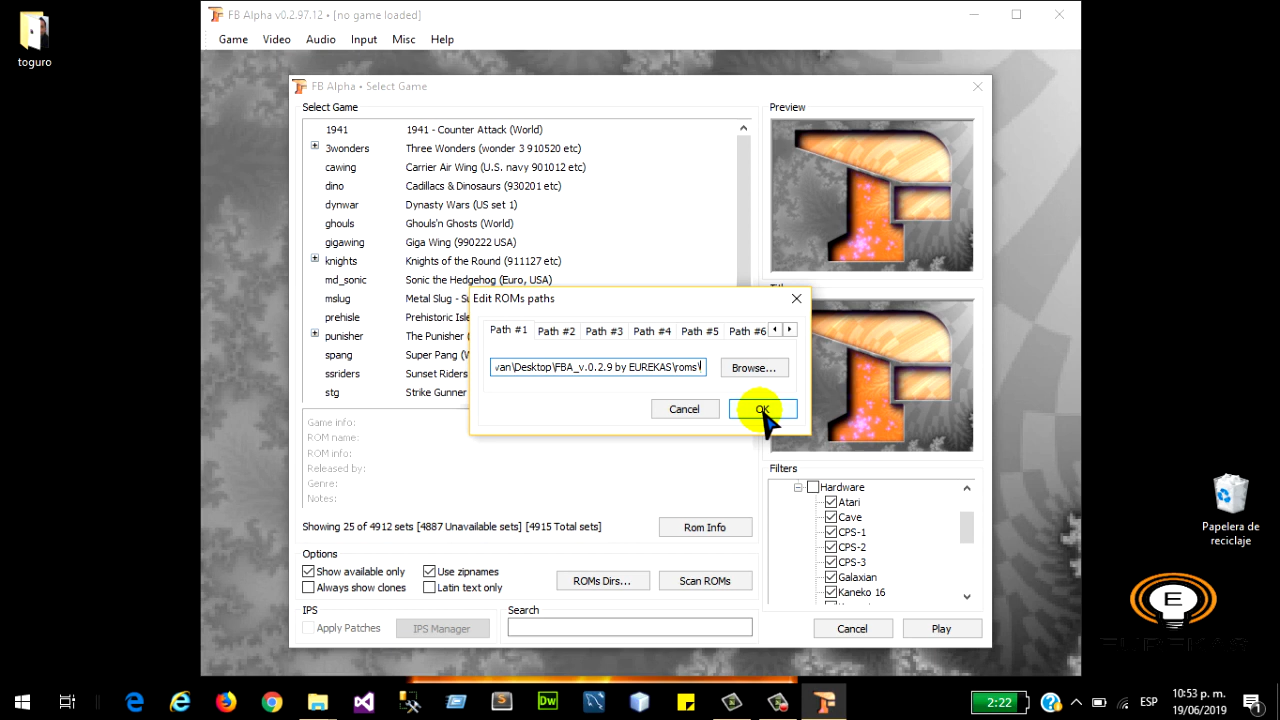 FB Alpha v0.2.97.12 • [no game loaded]
Game Video Audio Input Misc Help
toguro
FB Alpha • Select Game
Select Game
1941 1941 - Counter Attack (World)
3wonders Three Wonders (wonder 3 910520 etc)
cawing Carrier Air Wing (U.S. navy 901012 etc)
dino Cadillacs & Dinosaurs (930201 etc)
dynwar Dynasty Wars (US set 1)
ghouls Ghouls'n Ghosts (World)
gigawing Giga Wing (990222 USA)
knights Knights of the Round (911127 etc)
md_sonic Sonic the Hedgehog (Euro, USA)
mslug Metal Slug - Su
prehisle Prehistoric Isle
punisher The Punisher (
spang Super Pang (W
ssriders Sunset Riders
stg Strike Gunner
Preview
Edit ROMs paths
Path #1 Path #2 Path #3 Path #4 Path #5 Path #6
van\Desktop\FBA_v.0.2.9 by EUREKAS\roms\
Browse...
Cancel OK
Game info:
ROM name:
ROM info:
Released by:
Genre:
Notes:
Showing 25 of 4912 sets [4887 Unavailable sets] [4915 Total sets]
Rom Info
Options
Show available only Use zipnames
Always show clones Latin text only
ROMs Dirs... Scan ROMs
IPS
Apply Patches IPS Manager
Search
Filters
Hardware
Atari
Cave
CPS-1
CPS-2
CPS-3
Galaxian
Kaneko 16
Cancel Play
Papelera de
reciclaje
E
EUREKAS
Dw
2:22
ESP
10:53 p. m.
19/06/2019
1